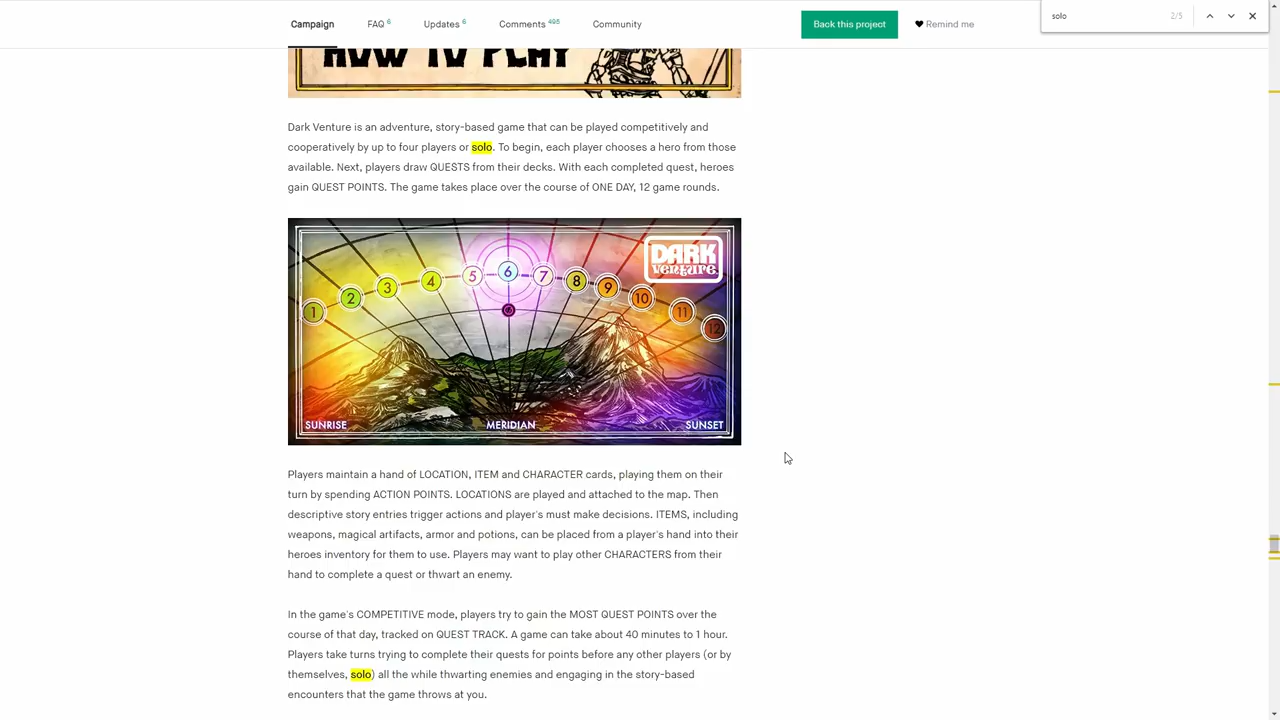 Campaign FAQ 6 Updates 6 Comments 495 Community Back this project Remind me
solo 2/5
HOW TO PLAY
Dark Venture is an adventure, story-based game that can be played competitively and
cooperatively by up to four players or solo. To begin, each player chooses a hero from those
available. Next, players draw QUESTS from their decks. With each completed quest, heroes
gain QUEST POINTS. The game takes place over the course of ONE DAY, 12 game rounds.
DARK
venture
1 2 3 4 5 6 7 8 9 10 11 12
SUNRISE MERIDIAN SUNSET
Players maintain a hand of LOCATION, ITEM and CHARACTER cards, playing them on their
turn by spending ACTION POINTS. LOCATIONS are played and attached to the map. Then
descriptive story entries trigger actions and player's must make decisions. ITEMS, including
weapons, magical artifacts, armor and potions, can be placed from a player's hand into their
heroes inventory for them to use. Players may want to play other CHARACTERS from their
hand to complete a quest or thwart an enemy.
In the game's COMPETITIVE mode, players try to gain the MOST QUEST POINTS over the
course of that day, tracked on QUEST TRACK. A game can take about 40 minutes to 1 hour.
Players take turns trying to complete their quests for points before any other players (or by
themselves, solo) all the while thwarting enemies and engaging in the story-based
encounters that the game throws at you.